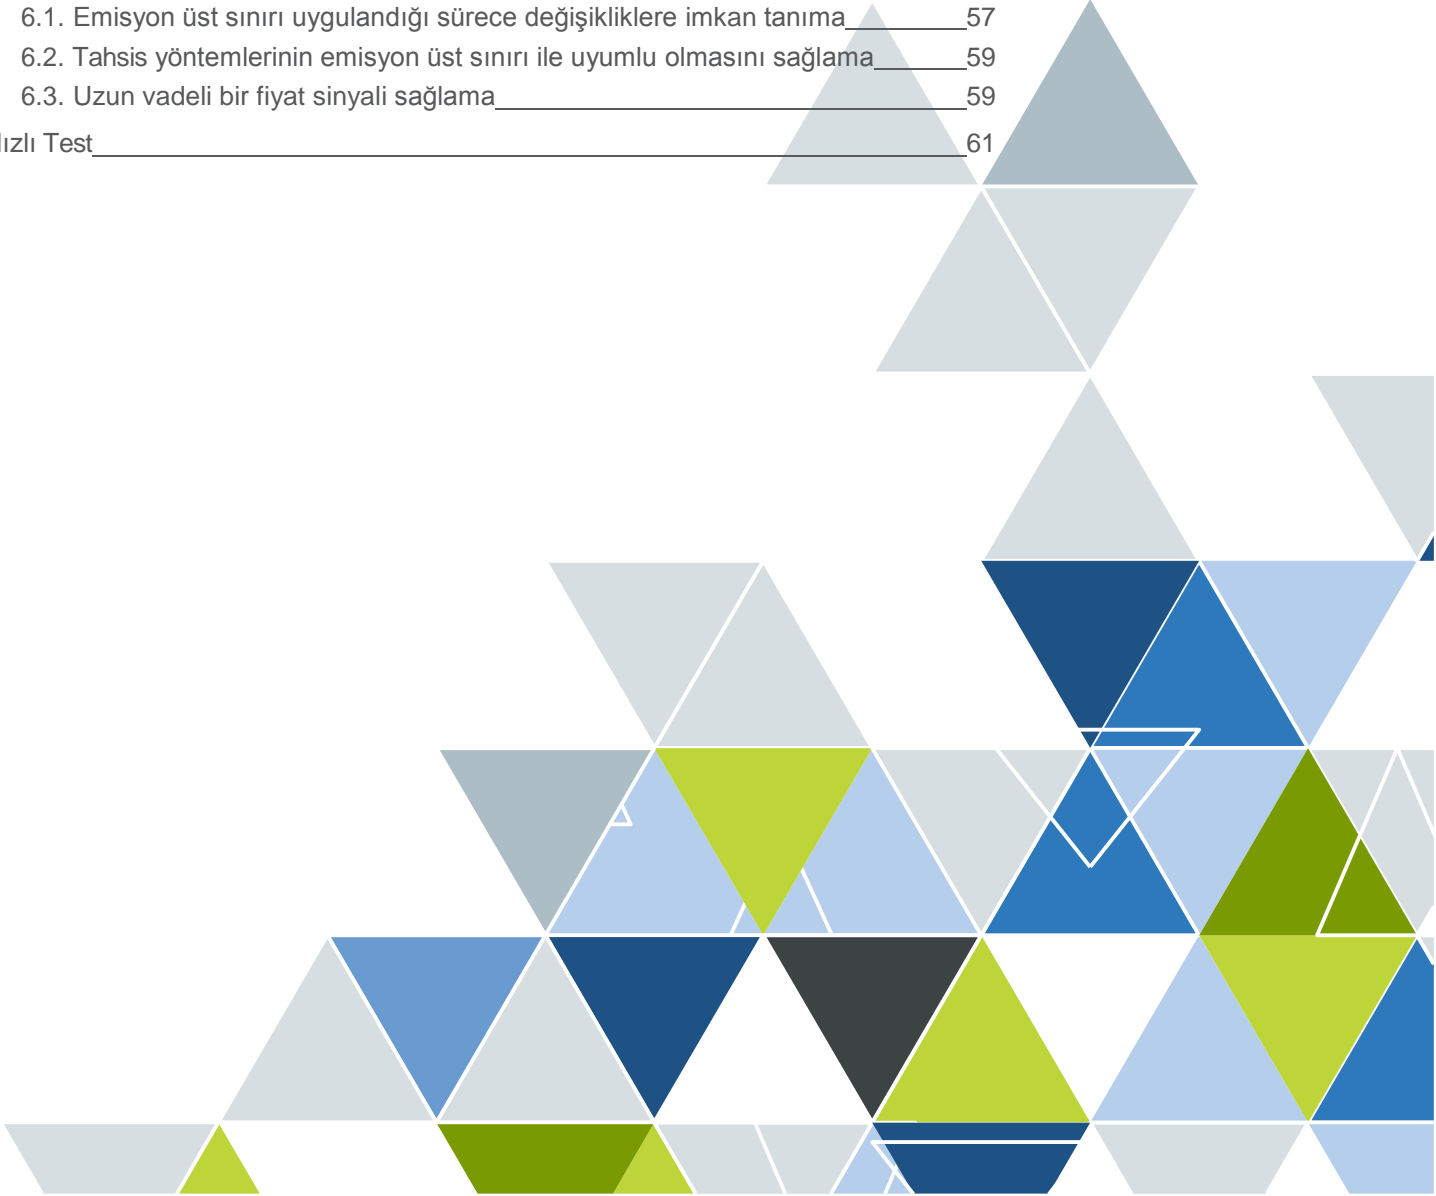 6.1. Emisyon üst sınırı uygulandığı sürece değişikliklere imkan tanıma 57
6.2. Tahsis yöntemlerinin emisyon üst sınırı ile uyumlu olmasını sağlama 59
6.3. Uzun vadeli bir fiyat sinyali sağlama 59
Test 61